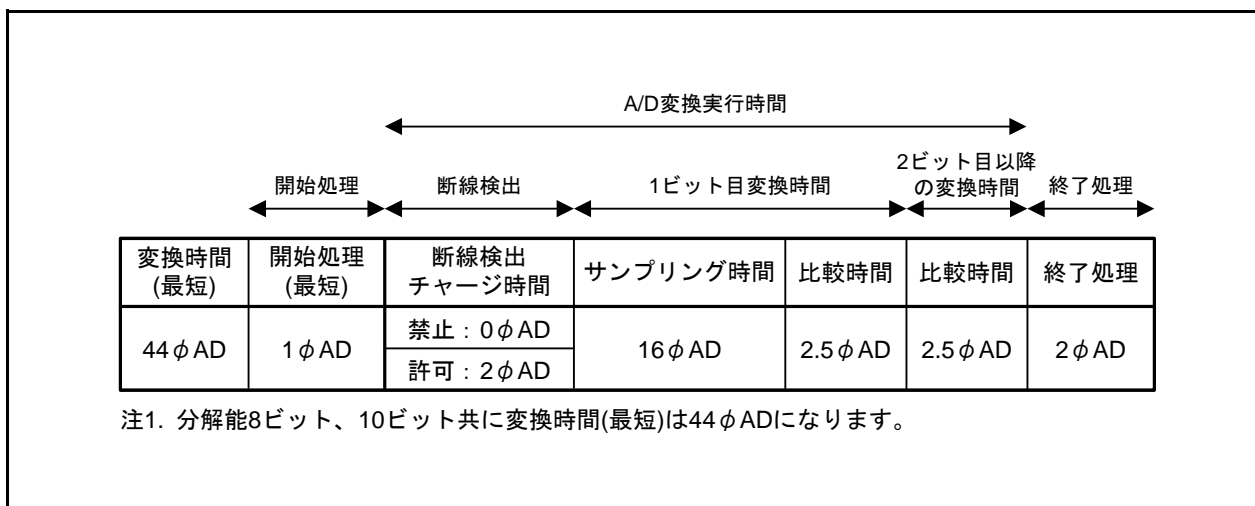 A/D変換実行時間
開始処理
断線検出
1ビット目変換時間
2ビット目以降
の変換時間
終了処理
変換時間
(最短)
開始処理
(最短)
断線検出
チャージ時間
サンプリング時間
比較時間
比較時間
終了処理
44φAD
1φAD
禁止：0φAD
許可：2φAD
16φAD
2.5φAD
2.5φAD
2φAD
注1. 分解能8ビット、10ビット共に変換時間(最短)は44φADになります。